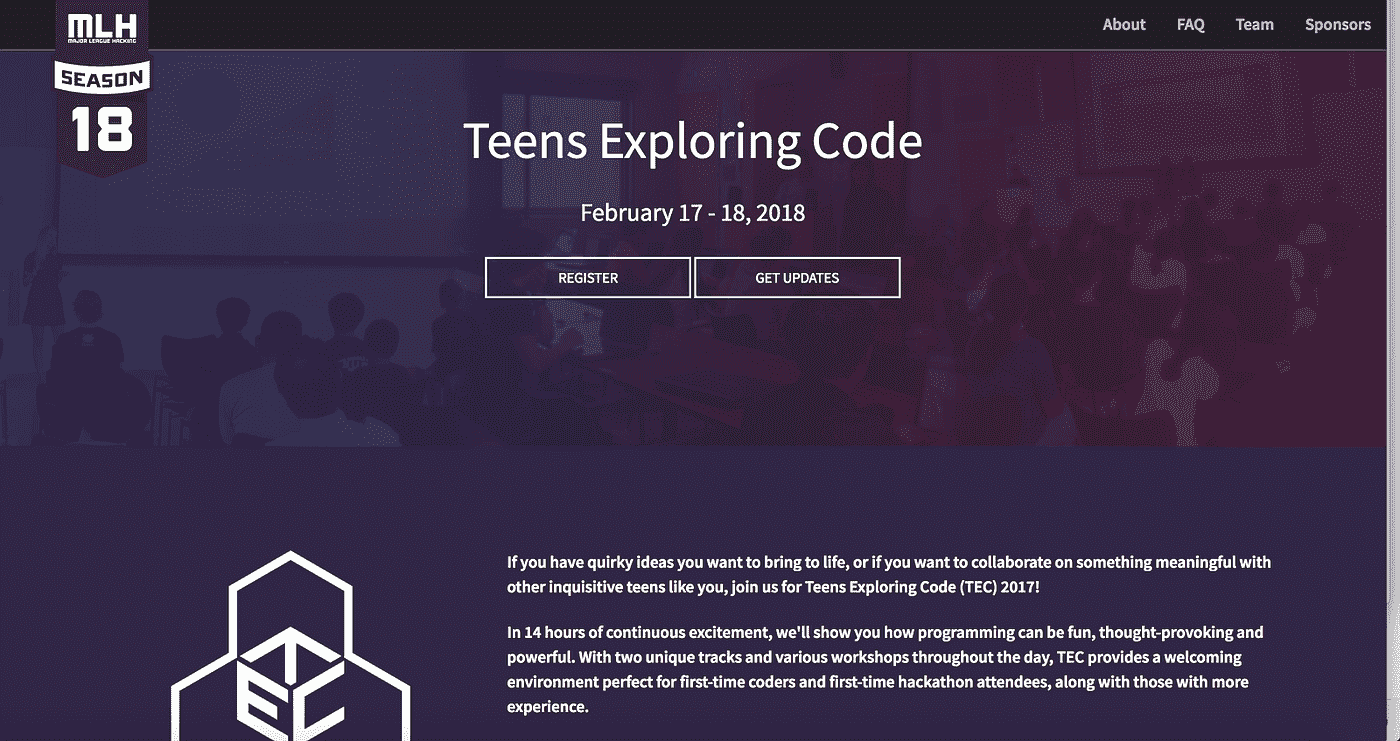 MLH
MAJOR LEAGUE HACKING
SEASON
18
About FAQ Team Sponsors
Teens Exploring Code
February 17 - 18, 2018
REGISTER GET UPDATES
TEC
If you have quirky ideas you want to bring to life, or if you want to collaborate on something meaningful with
other inquisitive teens like you, join us for Teens Exploring Code (TEC) 2017!
In 14 hours of continuous excitement, we'll show you how programming can be fun, thought-provoking and
powerful. With two unique tracks and various workshops throughout the day, TEC provides a welcoming
environment perfect for first-time coders and first-time hackathon attendees, along with those with more
experience.